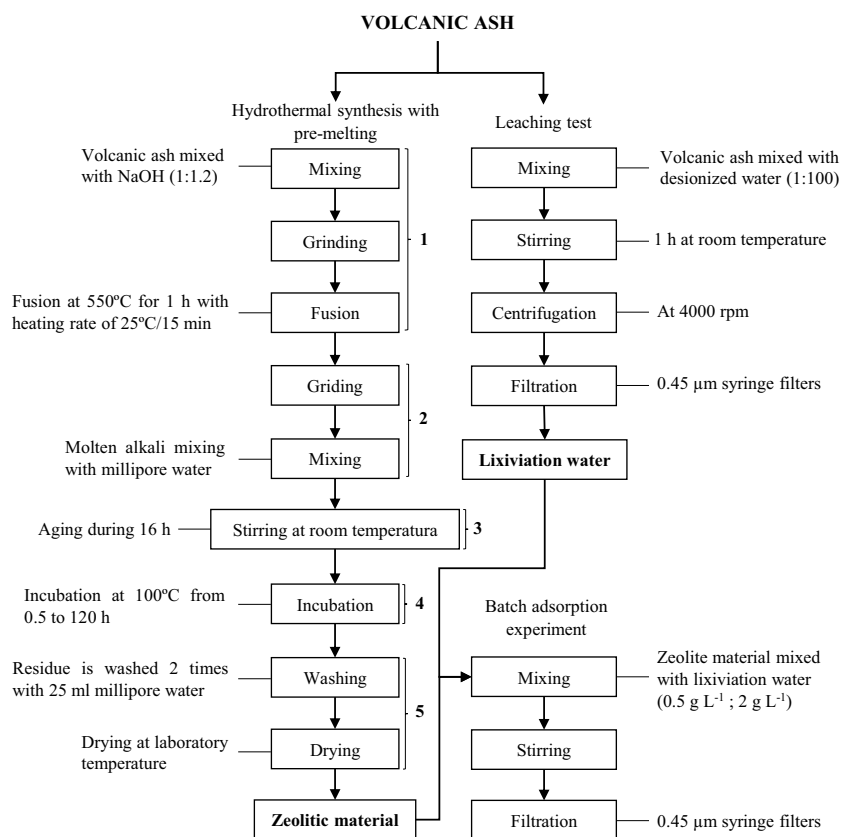 VOLCANIC ASH
Hydrothermal synthesis with
pre-melting
Volcanic ash mixed
with NaOH (1:1.2)
Mixing
Grinding
1
Fusion at 550ºC for 1 h with
heating rate of 25ºC/15 min
Fusion
Griding
2
Molten alkali mixing
with millipore water
Mixing
Aging during 16 h
Stirring at room temperatura
3
Incubation at 100ºC from
0.5 to 120 h
Incubation
4
Residue is washed 2 times
with 25 ml millipore water
Washing
5
Drying at laboratory
temperature
Drying
Zeolitic material
Leaching test
Mixing
Volcanic ash mixed with
desionized water (1:100)
Stirring
1 h at room temperature
Centrifugation
At 4000 rpm
Filtration
0.45 µm syringe filters
Lixiviation water
Batch adsorption
experiment
Mixing
Zeolite material mixed
with lixiviation water
(0.5 g L⁻¹ ; 2 g L⁻¹)
Stirring
Filtration
0.45 µm syringe filters